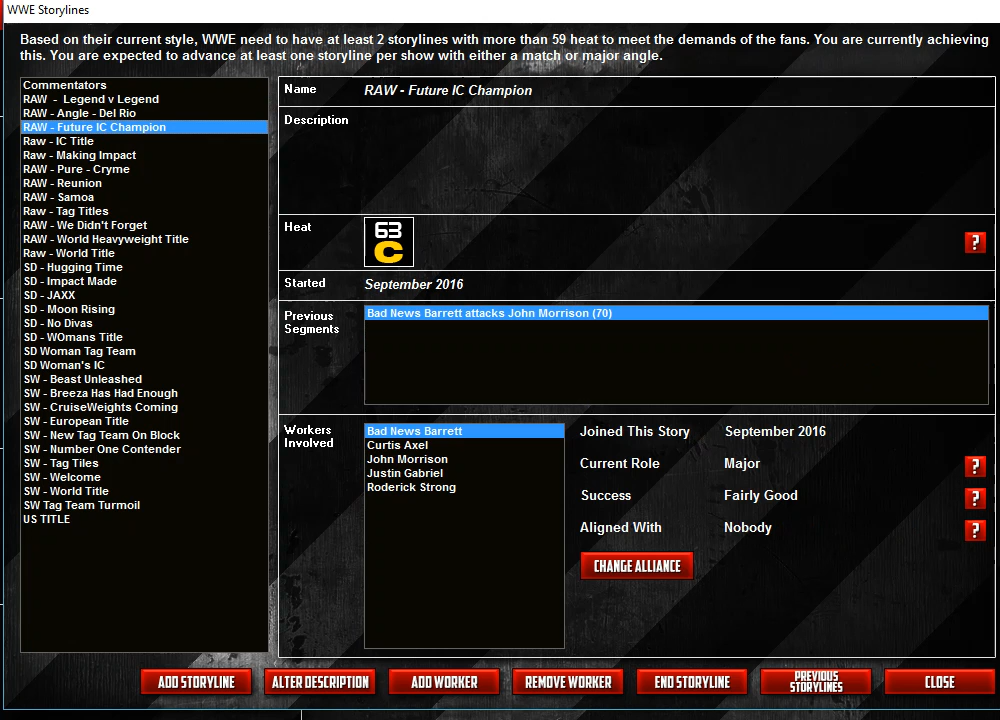 WWE Storylines
Based on their current style, WWE need to have at least 2 storylines with more than 59 heat to meet the demands of the fans. You are currently achieving
this. You are expected to advance at least one storyline per show with either a match or major angle.
Commentators
RAW - Legend v Legend
RAW - Angle - Del Rio
RAW - Future IC Champion
Raw - IC Title
Raw - Making Impact
RAW - Pure - Cryme
RAW - Reunion
RAW - Samoa
Raw - Tag Titles
RAW - We Didn't Forget
RAW - World Heavyweight Title
Raw - World Title
SD - Hugging Time
SD - Impact Made
SD - JAXX
SD - Moon Rising
SD - No Divas
SD - WOmans Title
SD Woman Tag Team
SD Woman's IC
SW - Beast Unleashed
SW - Breeza Has Had Enough
SW - CruiseWeights Coming
SW - European Title
SW - New Tag Team On Block
SW - Number One Contender
SW - Tag Tiles
SW - Welcome
SW - World Title
SW Tag Team Turmoil
US TITLE
Name RAW - Future IC Champion
Description
Heat 63 C ?
Started September 2016
Previous Segments
Bad News Barrett attacks John Morrison (70)
Workers Involved
Bad News Barrett
Curtis Axel
John Morrison
Justin Gabriel
Roderick Strong
Joined This Story September 2016
Current Role Major ?
Success Fairly Good ?
Aligned With Nobody ?
CHANGE ALLIANCE
ADD STORYLINE ALTER DESCRIPTION ADD WORKER REMOVE WORKER END STORYLINE PREVIOUS STORYLINES CLOSE